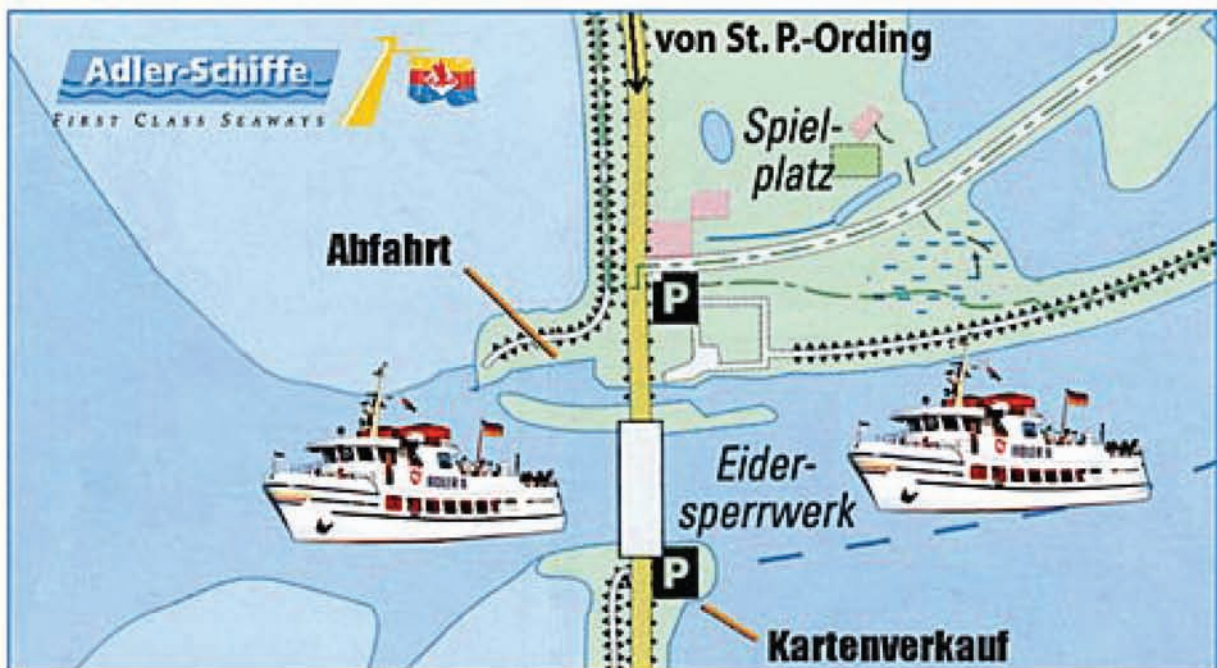 Adler-Schiffe
FIRST CLASS SEAWAYS
von St. P.-Ording
Spiel-
platz
Abfahrt
P
Eider-
sperrwerk
P
Kartenverkauf